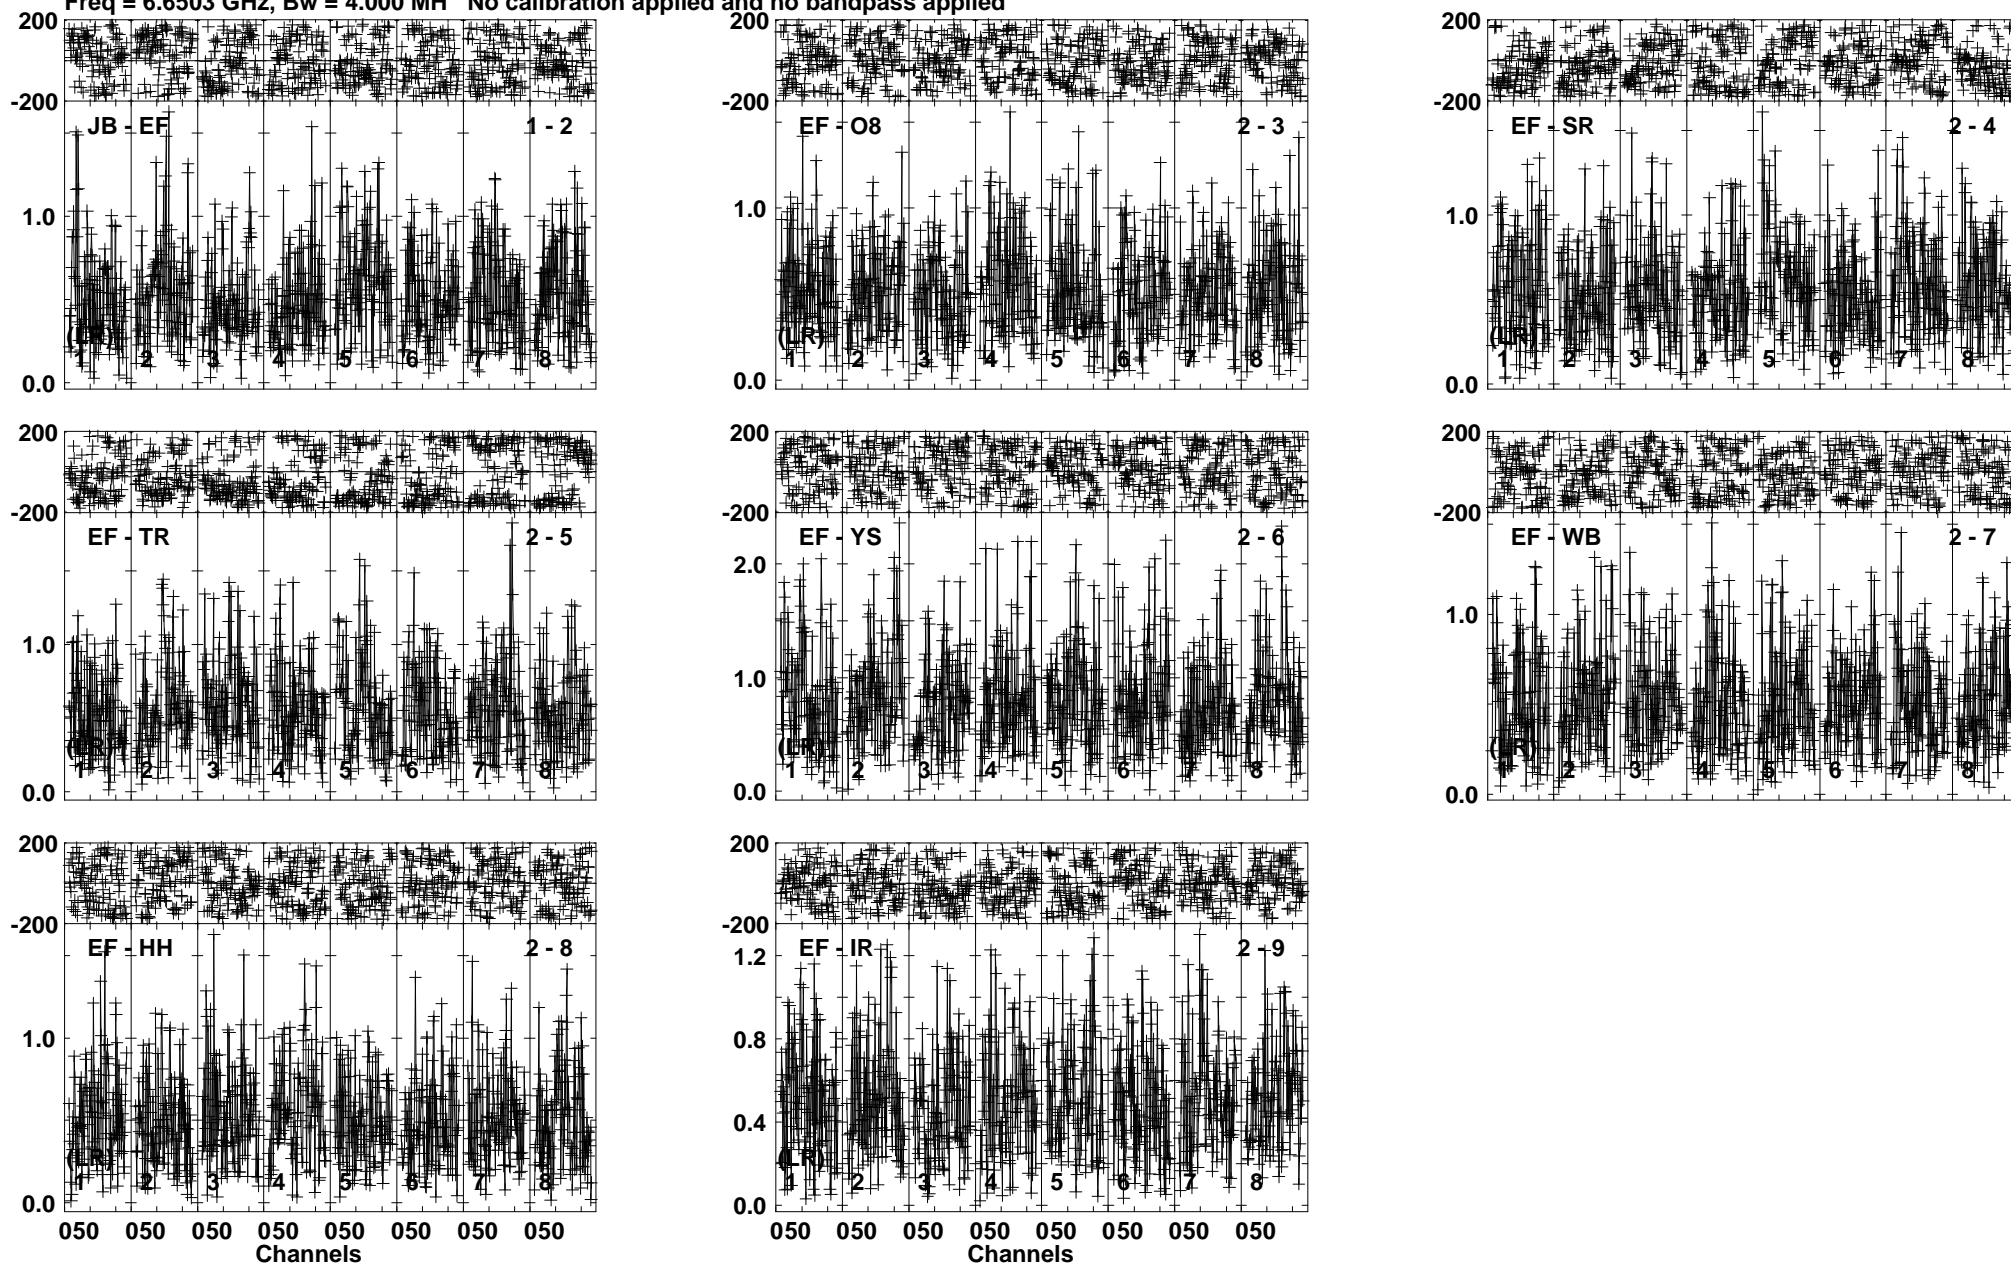 Freq = 6.6503 GHz, Bw = 4.000 MH No calibration applied and no bandpass applied
200
-200
JB - EF 1 - 2
1.0
(LR)
1 2 3 4 5 6 7 8
0.0
200
-200
EF - O8 2 - 3
1.0
(LR)
1 2 3 4 5 6 7 8
0.0
200
-200
EF - SR 2 - 4
1.0
(LR)
1 2 3 4 5 6 7 8
0.0
200
-200
EF - TR 2 - 5
1.0
(LR)
1 2 3 4 5 6 7 8
0.0
200
-200
EF - YS 2 - 6
2.0
1.0
(LR)
1 2 3 4 5 6 7 8
0.0
200
-200
EF - WB 2 - 7
1.0
(LR)
1 2 3 4 5 6 7 8
0.0
200
-200
EF - HH 2 - 8
1.0
(LR)
1 2 3 4 5 6 7 8
0.0
050 050 050 050 050 050 050 050
Channels
200
-200
EF - IR 2 - 9
1.2
0.8
0.4
(LR)
1 2 3 4 5 6 7 8
0.0
050 050 050 050 050 050 050 050
Channels